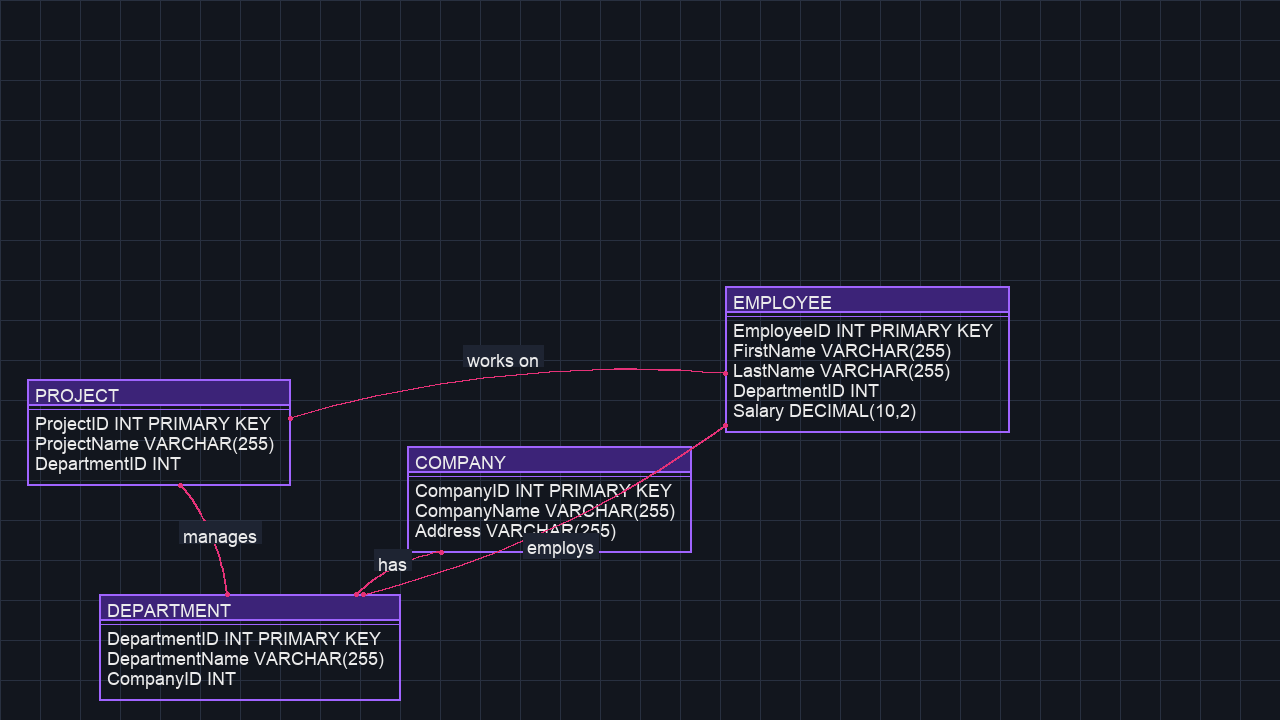 EMPLOYEE
EmployeeID INT PRIMARY KEY
FirstName VARCHAR(255)
LastName VARCHAR(255)
DepartmentID INT
Salary DECIMAL(10,2)
works on
PROJECT
ProjectID INT PRIMARY KEY
ProjectName VARCHAR(255)
DepartmentID INT
COMPANY
CompanyID INT PRIMARY KEY
CompanyName VARCHAR(255)
Address VARCHAR(255)
manages
employs
has
DEPARTMENT
DepartmentID INT PRIMARY KEY
DepartmentName VARCHAR(255)
CompanyID INT